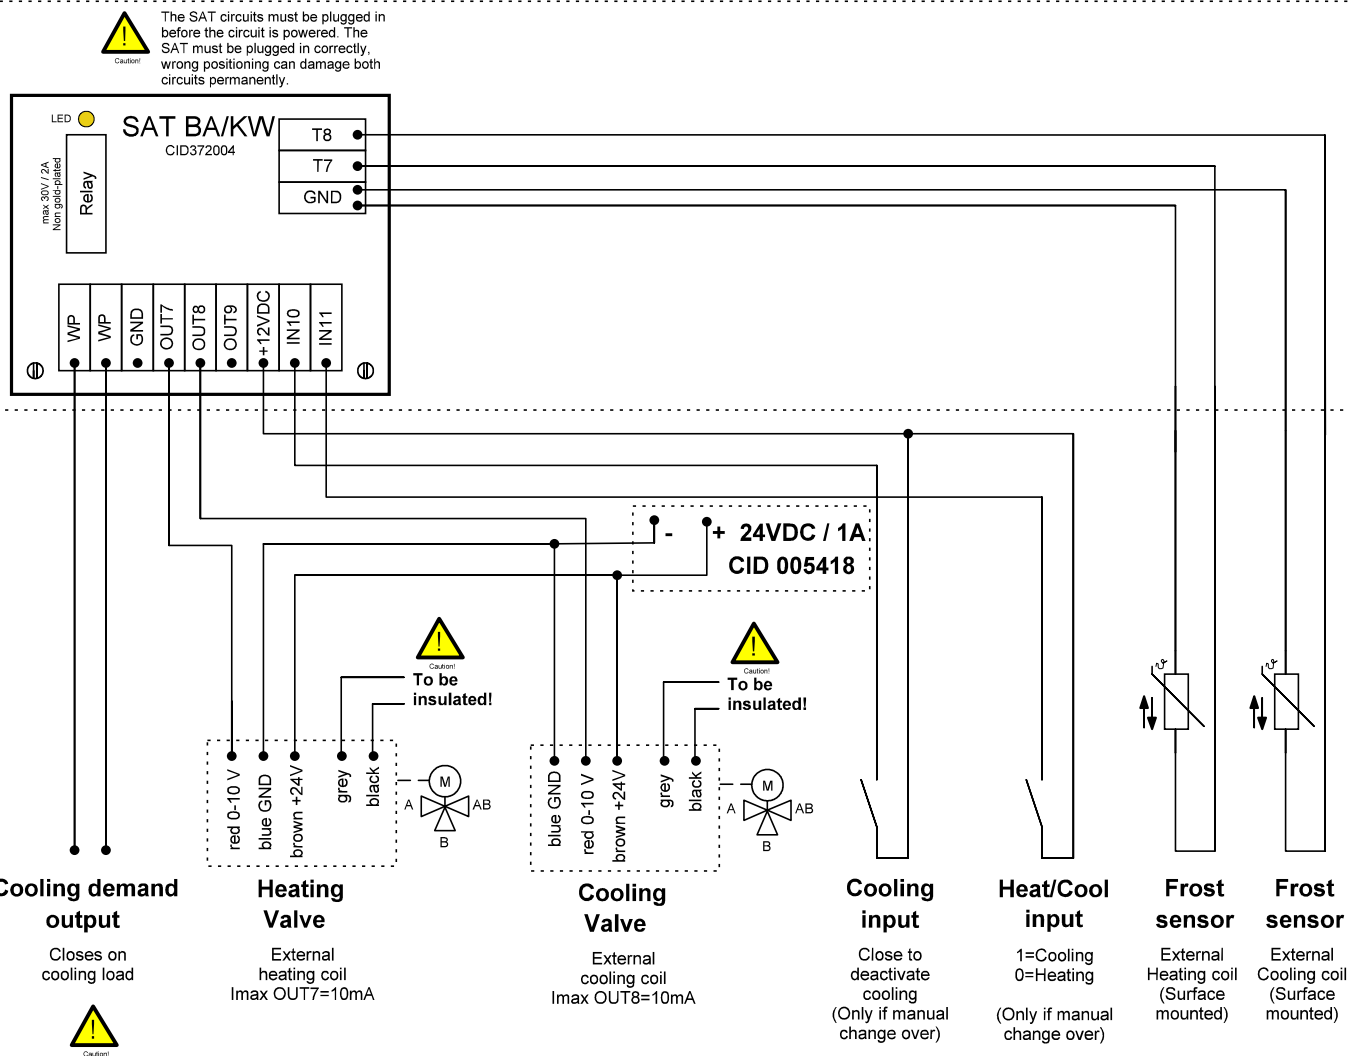 The SAT circuits must be plugged in
before the circuit is powered. The
SAT must be plugged in correctly,
wrong positioning can damage both
circuits permanently.
!
Caution!
LED
SAT BA/KW
CID372004
max 30V / 2A
Non gold-plated
Relay
T8
T7
GND
WP
WP
GND
OUT7
OUT8
OUT9
+12VDC
IN10
IN11
- + 24VDC / 1A
CID 005418
!
Caution!
To be
insulated!
!
Caution!
To be
insulated!
red 0-10 V
blue GND
brown +24V
grey
black
M
A
AB
B
blue GND
red 0-10 V
brown +24V
grey
black
M
A
AB
B
ϑ
ϑ
Cooling demand
output
Closes on
cooling load
!
Caution!
Heating
Valve
External
heating coil
Imax OUT7=10mA
Cooling
Valve
External
cooling coil
Imax OUT8=10mA
Cooling
input
Close to
deactivate
cooling
(Only if manual
change over)
Heat/Cool
input
1=Cooling
0=Heating
(Only if manual
change over)
Frost
sensor
External
Heating coil
(Surface
mounted)
Frost
sensor
External
Cooling coil
(Surface
mounted)